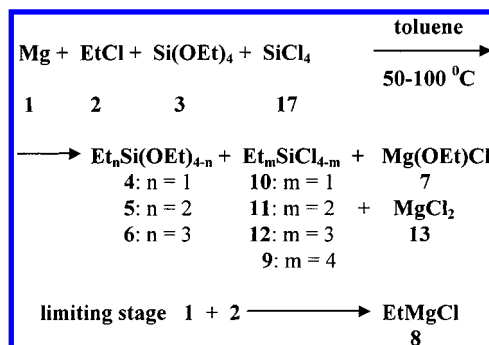 toluene
Mg + EtCl + Si(OEt)₄ + SiCl₄
50-100 ⁰C
1 2 3 17
EtₙSi(OEt)₄₋ₙ + EtₘSiCl₄₋ₘ + Mg(OEt)Cl
4: n = 1 10: m = 1 7
5: n = 2 11: m = 2 + MgCl₂
6: n = 3 12: m = 3 13
9: m = 4
limiting stage 1 + 2 EtMgCl
8